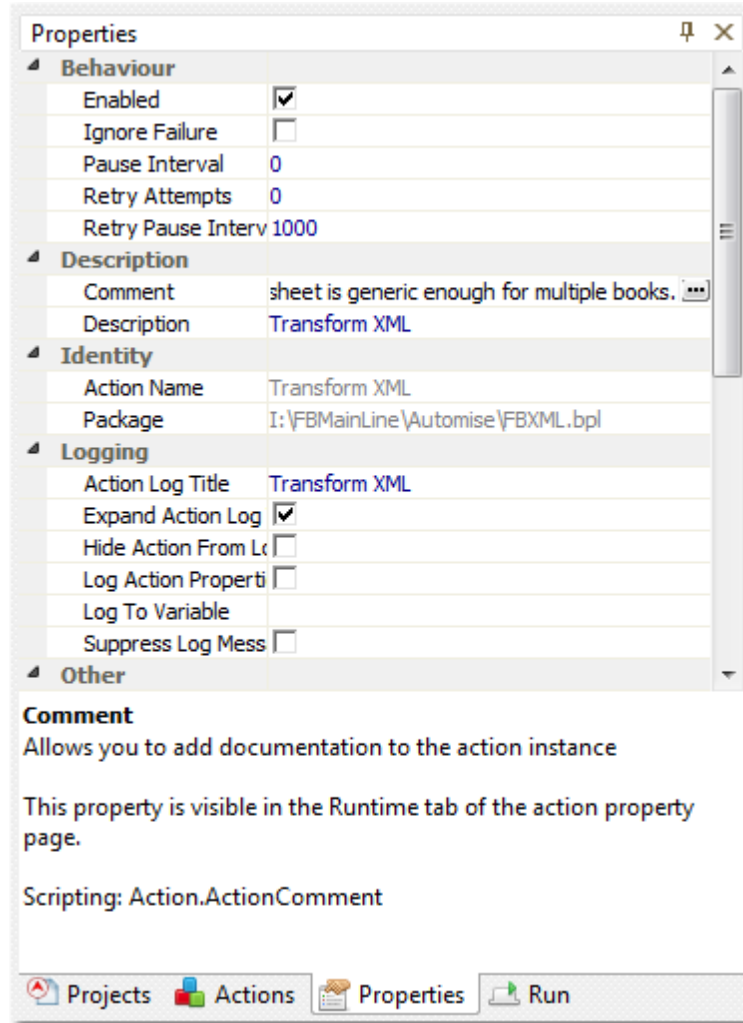 Properties
Behaviour
Enabled
Ignore Failure
Pause Interval 0
Retry Attempts 0
Retry Pause Interv 1000
Description
Comment sheet is generic enough for multiple books. ...
Description Transform XML
Identity
Action Name Transform XML
Package I:\FBMainLine\Automise\FBXML.bpl
Logging
Action Log Title Transform XML
Expand Action Log
Hide Action From Lo
Log Action Properti
Log To Variable
Suppress Log Mess
Other
Comment
Allows you to add documentation to the action instance
This property is visible in the Runtime tab of the action property
page.
Scripting: Action.ActionComment
Projects Actions Properties Run